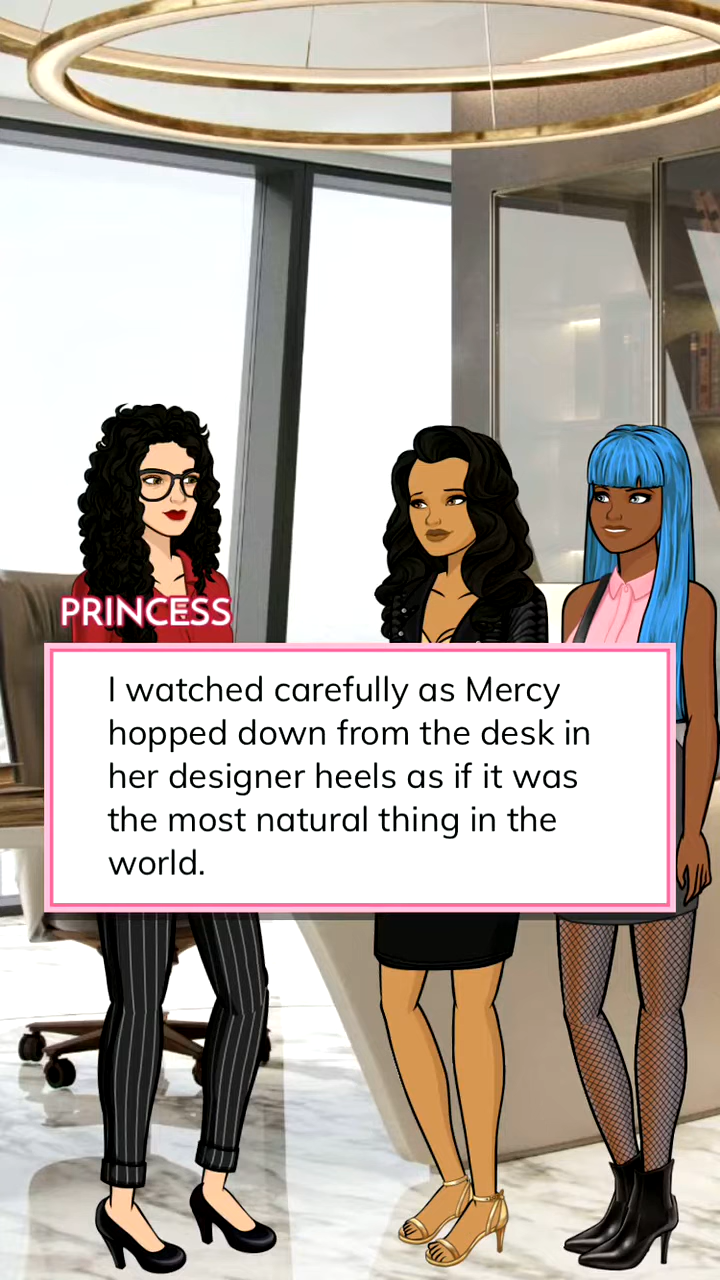 PRINCESS
I watched carefully as Mercy
hopped down from the desk in
her designer heels as if it was
the most natural thing in the
world.